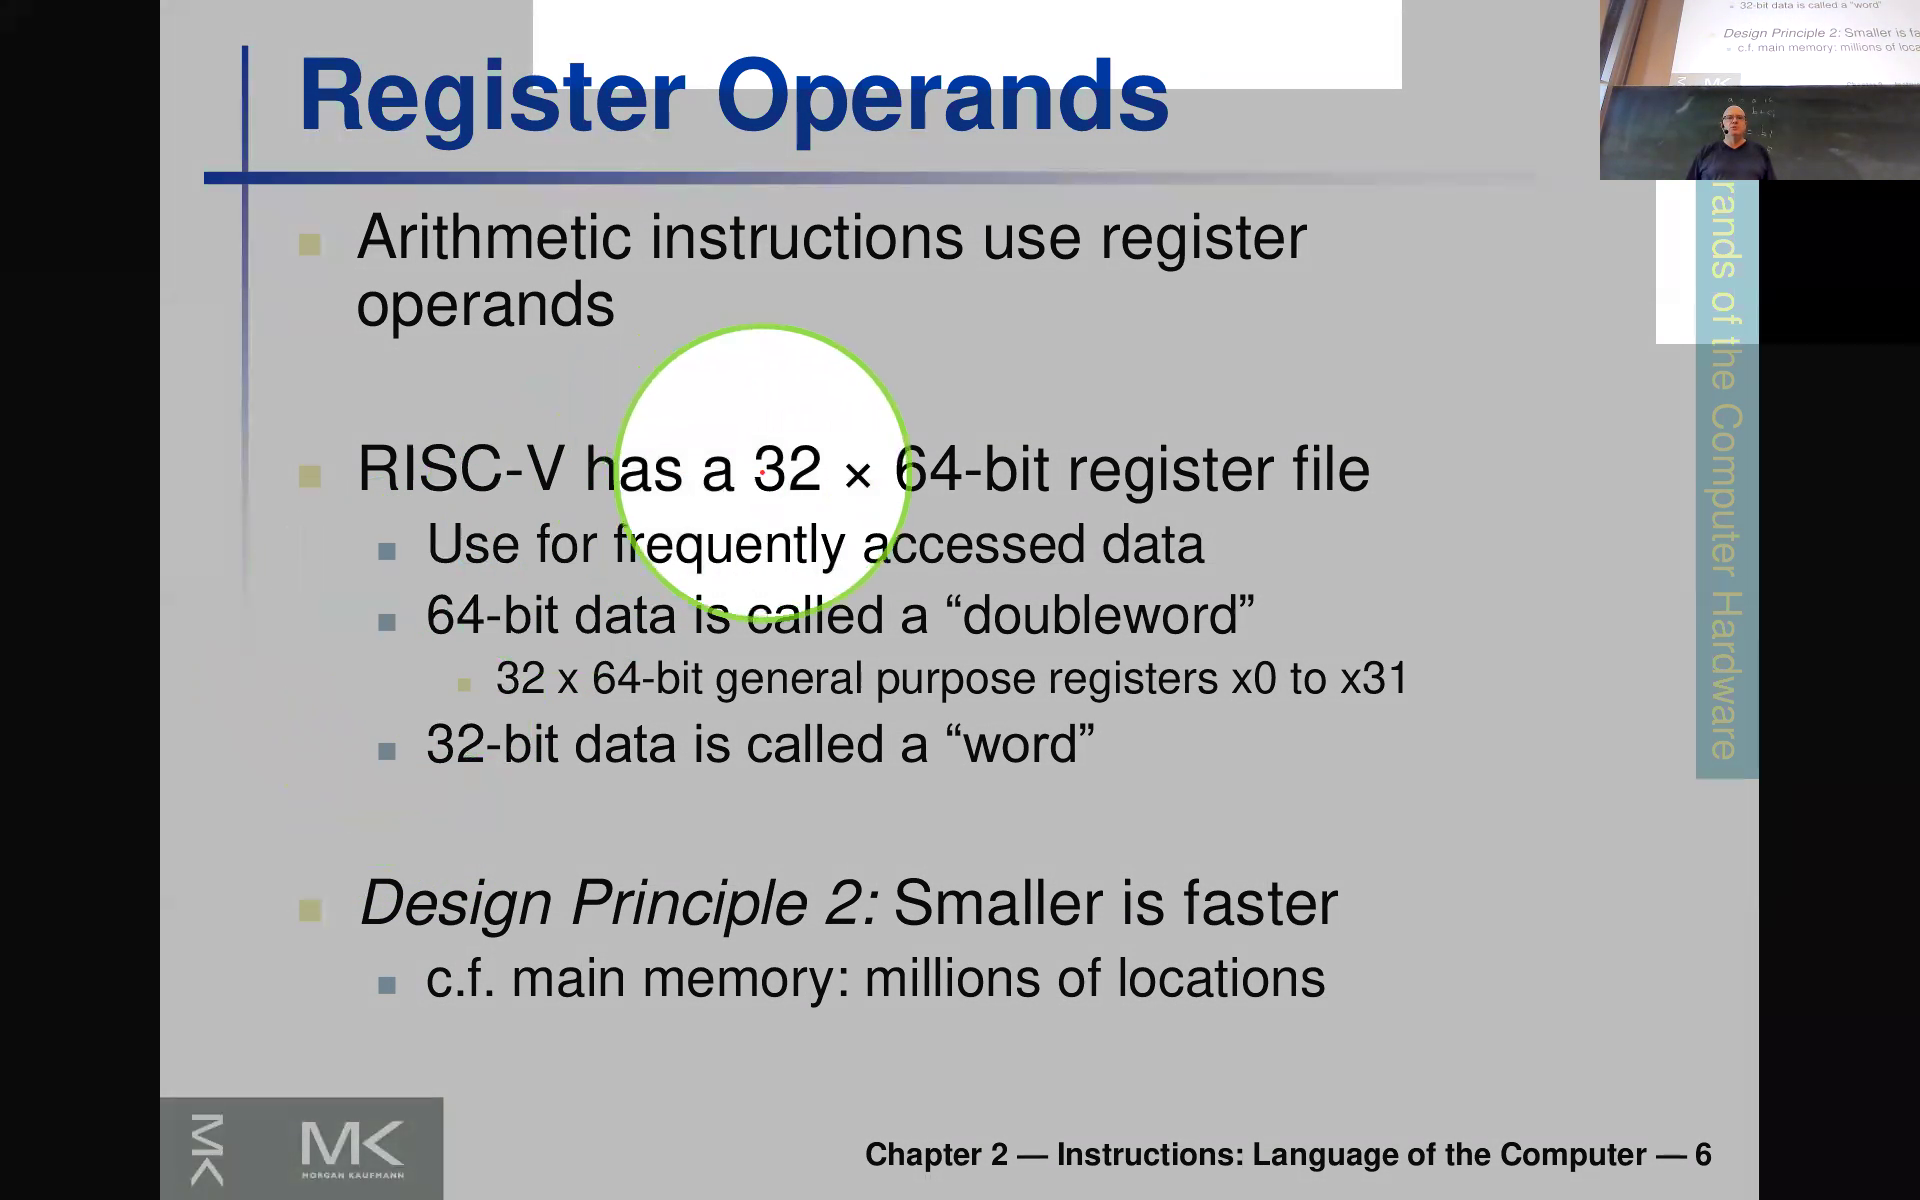 Register Operands
Arithmetic instructions use register
operands
RISC-V has a 32 × 64-bit register file
Use for frequently accessed data
64-bit data is called a “doubleword”
32 x 64-bit general purpose registers x0 to x31
32-bit data is called a “word”
Design Principle 2: Smaller is faster
c.f. main memory: millions of locations
of the Computer Hardware
MK
MK
MORGAN KAUFMANN
Chapter 2 — Instructions: Language of the Computer — 6
32-bit data is called a “word”
Design Principle 2: Smaller is
c.f. main memory: millions of